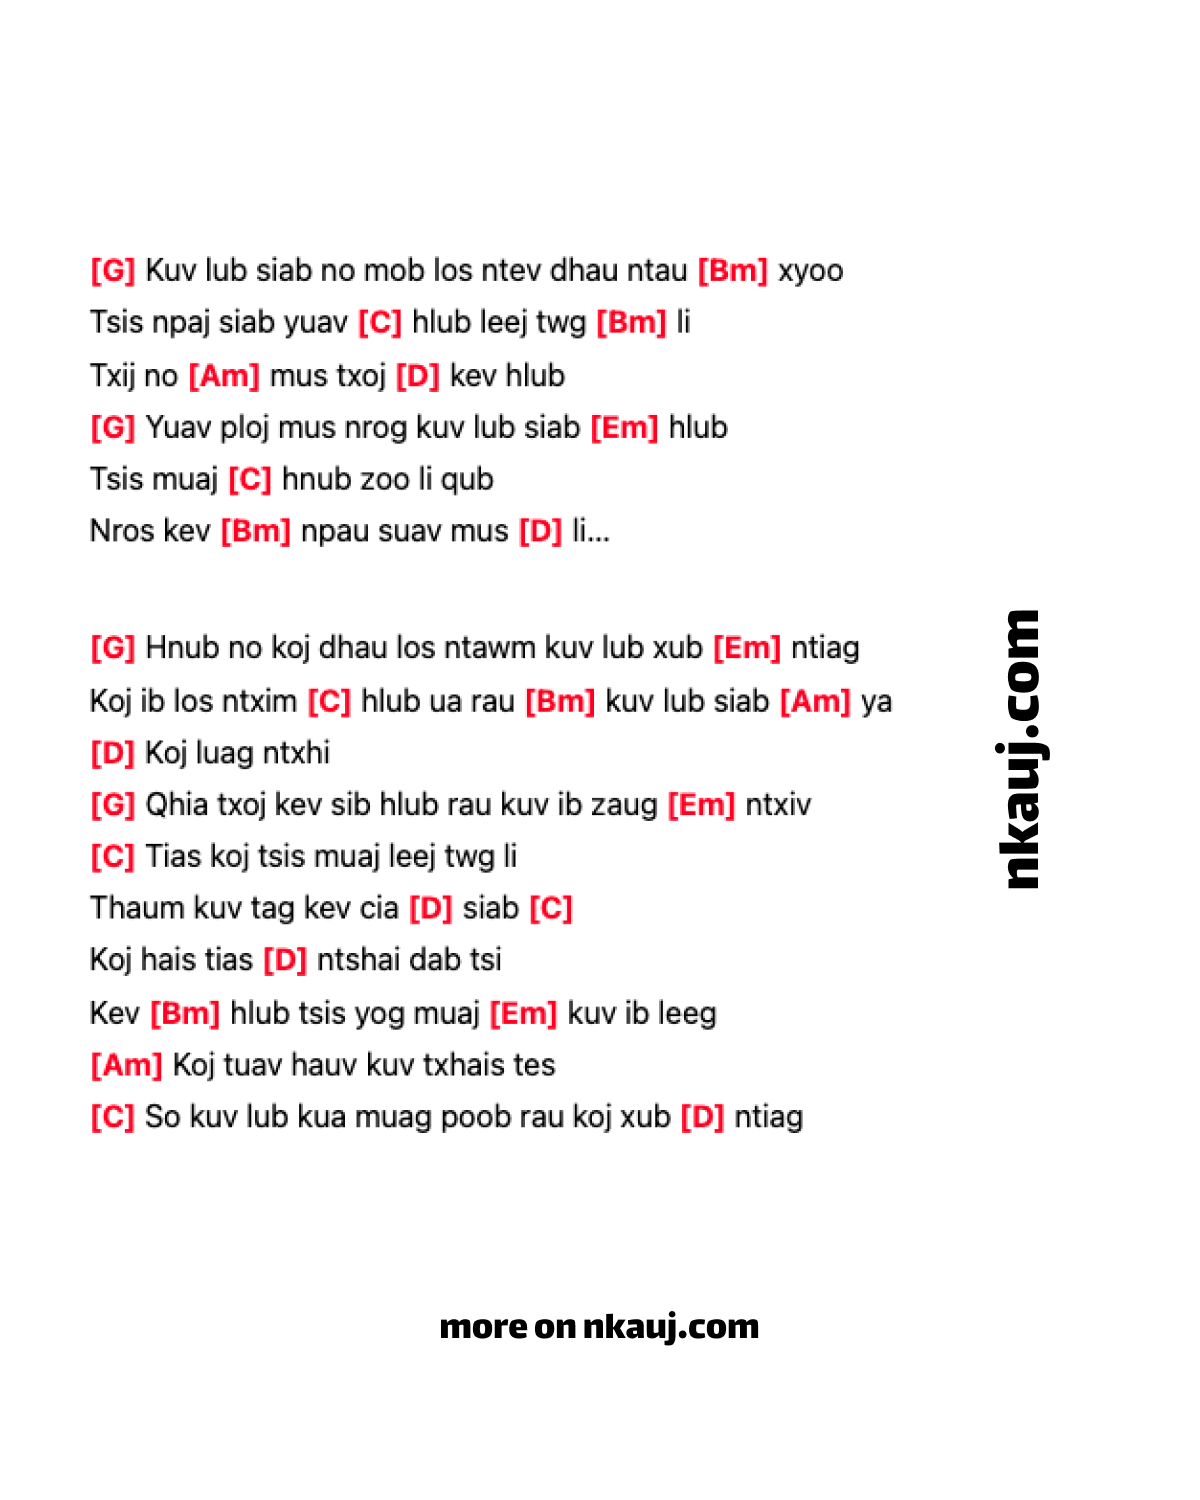 [G] Kuv lub siab no mob los ntev dhau ntau [Bm] xyoo
Tsis npaj siab yuav [C] hlub leej twg [Bm] li
Txij no [Am] mus txoj [D] kev hlub
[G] Yuav ploj mus nrog kuv lub siab [Em] hlub
Tsis muaj [C] hnub zoo li qub
Nros kev [Bm] npau suav mus [D] li...
[G] Hnub no koj dhau los ntawm kuv lub xub [Em] ntiag
Koj ib los ntxim [C] hlub ua rau [Bm] kuv lub siab [Am] ya
[D] Koj luag ntxhi
[G] Qhia txoj kev sib hlub rau kuv ib zaug [Em] ntxiv
[C] Tias koj tsis muaj leej twg li
Thaum kuv tag kev cia [D] siab [C]
Koj hais tias [D] ntshai dab tsi
Kev [Bm] hlub tsis yog muaj [Em] kuv ib leeg
[Am] Koj tuav hauv kuv txhais tes
[C] So kuv lub kua muag poob rau koj xub [D] ntiag
nkauj.com
more on nkauj.com